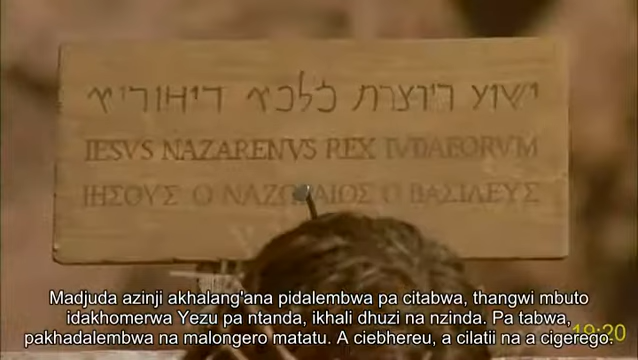 ישוע
IESVS NAZARENVS REX IVDAEORVM
ΙΗΣΟΥΣ Ο ΝΑΖΩΡΑΙΟΣ Ο ΒΑΣΙΛΕΥΣ
Madjuda azinji akhalang'ana pidalembwa pa citabwa, thangwi mbuto
idakhomerwa Yezu pa ntanda, ikhali dhuzi na nzinda. Pa tabwa,
pakhadalembwa na malongero matatu. A ciebhereu, a cilatii na a cigerego.
19:20